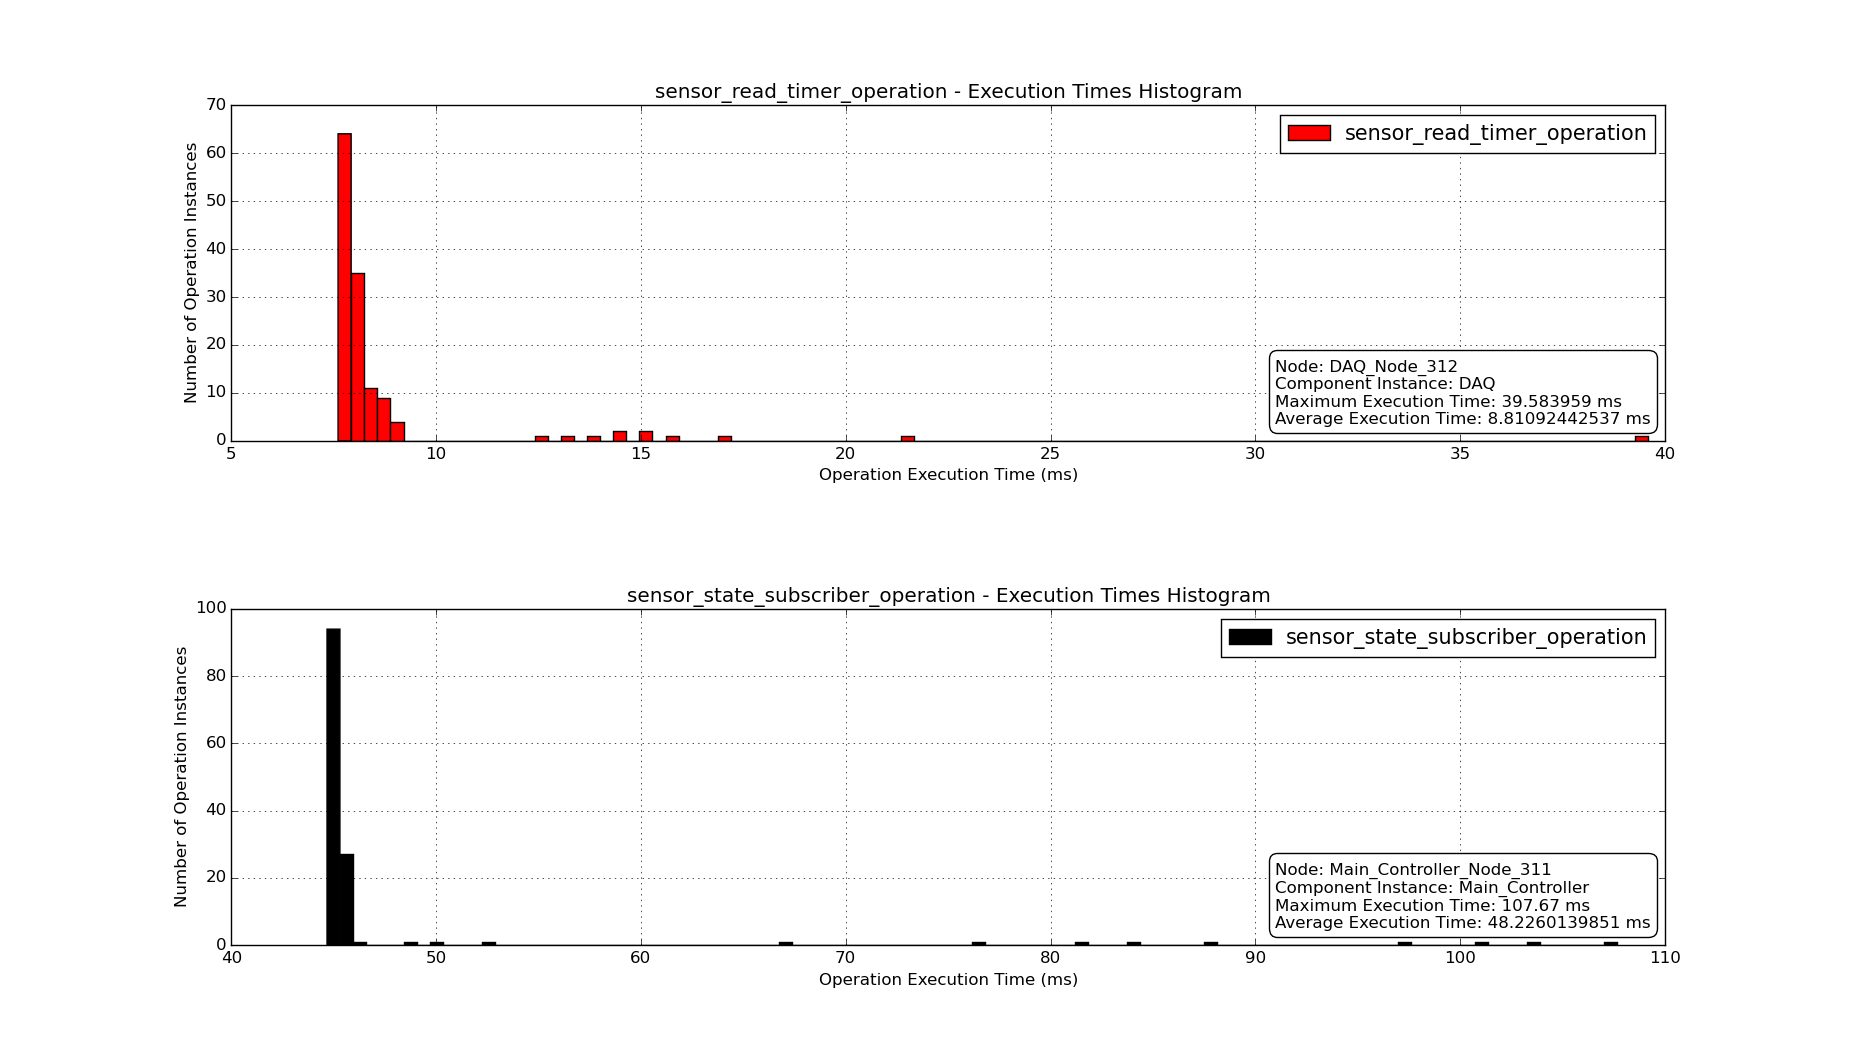 sensor_read_timer_operation - Execution Times Histogram
70
60
50
40
30
20
10
0
Number of Operation Instances
sensor_read_timer_operation
Node: DAQ_Node_312
Component Instance: DAQ
Maximum Execution Time: 39.583959 ms
Average Execution Time: 8.81092442537 ms
5 10 15 20 25 30 35 40
Operation Execution Time (ms)
sensor_state_subscriber_operation - Execution Times Histogram
100
80
60
40
20
0
Number of Operation Instances
sensor_state_subscriber_operation
Node: Main_Controller_Node_311
Component Instance: Main_Controller
Maximum Execution Time: 107.67 ms
Average Execution Time: 48.2260139851 ms
40 50 60 70 80 90 100 110
Operation Execution Time (ms)